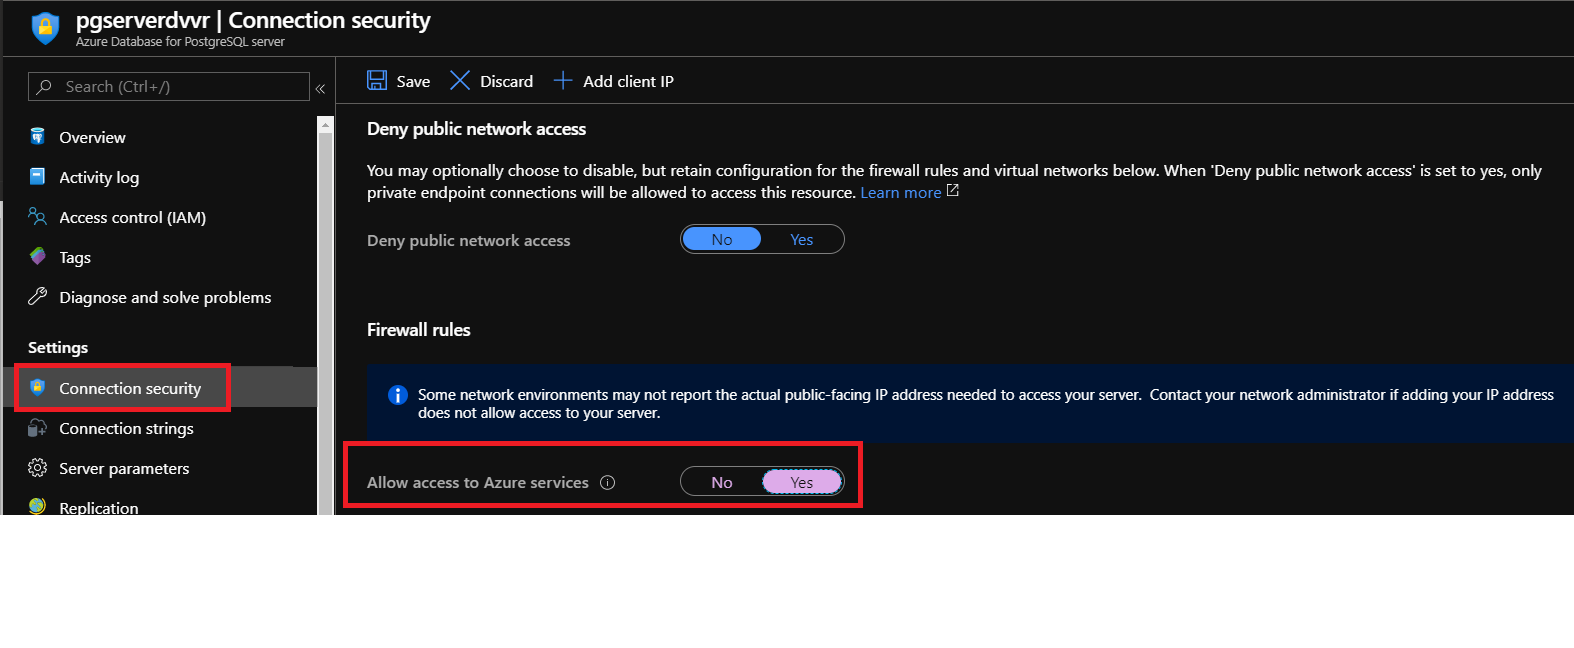 pgserverdvvr | Connection security
Azure Database for PostgreSQL server
Search (Ctrl+/)
«
Overview
Activity log
Access control (IAM)
Tags
Diagnose and solve problems
Settings
Connection security
Connection strings
Server parameters
Replication
Save
Discard
Add client IP
Deny public network access
You may optionally choose to disable, but retain configuration for the firewall rules and virtual networks below. When 'Deny public network access' is set to yes, only
private endpoint connections will be allowed to access this resource. Learn more
Deny public network access
No Yes
Firewall rules
Some network environments may not report the actual public-facing IP address needed to access your server.  Contact your network administrator if adding your IP address
does not allow access to your server.
Allow access to Azure services
No Yes